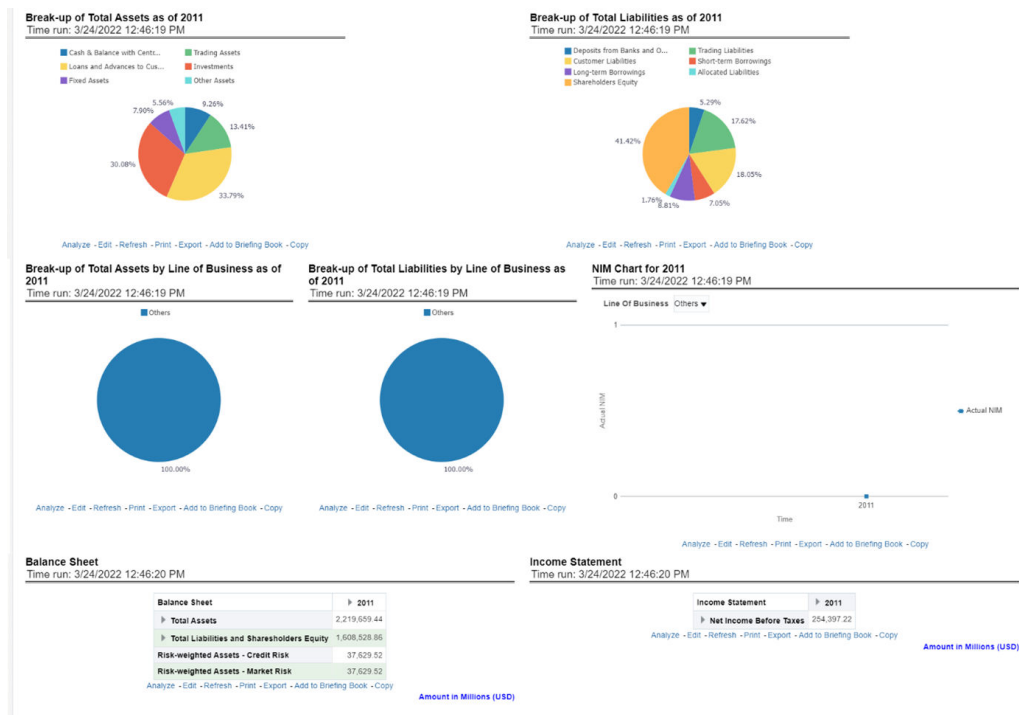 Break-up of Total Assets as of 2011
Time run: 3/24/2022 12:46:19 PM
Cash & Balance with Centr...
Trading Assets
Loans and Advances to Cus...
Investments
Fixed Assets
Other Assets
5.56%
9.26%
7.90%
13.41%
30.08%
33.79%
Analyze - Edit - Refresh - Print - Export - Add to Briefing Book - Copy
Break-up of Total Liabilities as of 2011
Time run: 3/24/2022 12:46:19 PM
Deposits from Banks and O...
Trading Liabilities
Customer Liabilities
Short-term Borrowings
Long-term Borrowings
Allocated Liabilities
Shareholders Equity
5.29%
17.62%
41.42%
18.05%
1.76%
8.81%
7.05%
Analyze - Edit - Refresh - Print - Export - Add to Briefing Book - Copy
Break-up of Total Assets by Line of Business as of
2011
Time run: 3/24/2022 12:46:19 PM
Others
100.00%
Analyze - Edit - Refresh - Print - Export - Add to Briefing Book - Copy
Break-up of Total Liabilities by Line of Business as
of 2011
Time run: 3/24/2022 12:46:19 PM
Others
100.00%
Analyze - Edit - Refresh - Print - Export - Add to Briefing Book - Copy
NIM Chart for 2011
Time run: 3/24/2022 12:46:19 PM
Line Of Business Others
1
Actual NIM
Actual NIM
0
2011
Time
Analyze - Edit - Refresh - Print - Export - Add to Briefing Book - Copy
Balance Sheet
Time run: 3/24/2022 12:46:20 PM
Balance Sheet 2011
Total Assets 2,219,659.44
Total Liabilities and Sharesholders Equity 1,608,528.86
Risk-weighted Assets - Credit Risk 37,629.52
Risk-weighted Assets - Market Risk 37,629.52
Analyze - Edit - Refresh - Print - Export - Add to Briefing Book - Copy
Amount in Millions (USD)
Income Statement
Time run: 3/24/2022 12:46:20 PM
Income Statement 2011
Net Income Before Taxes 254,397.22
Analyze - Edit - Refresh - Print - Export - Add to Briefing Book - Copy
Amount in Millions (USD)